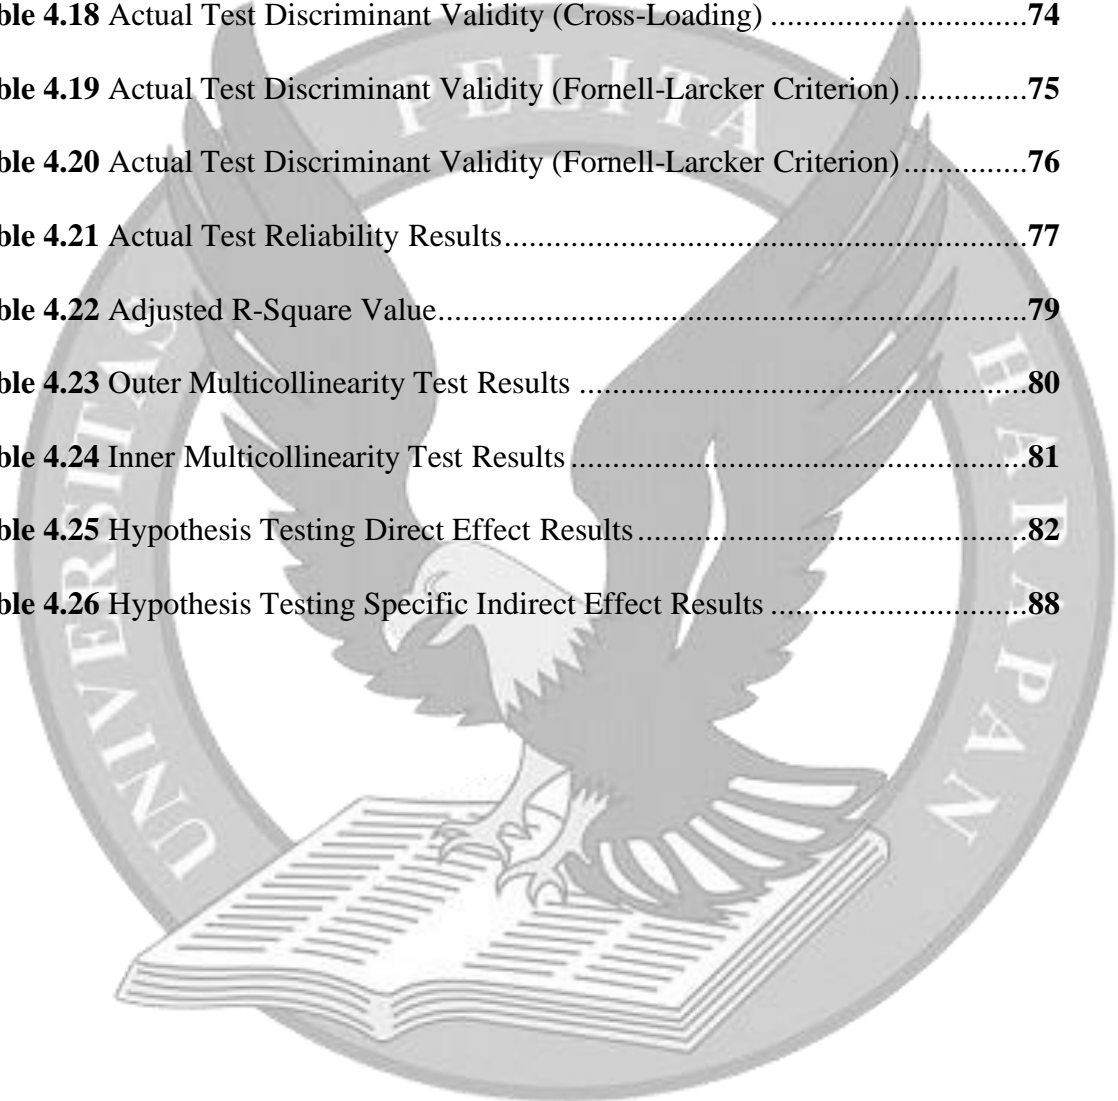 ble 4.18 Actual Test Discriminant Validity (Cross-Loading) ................................74
ble 4.19 Actual Test Discriminant Validity (Fornell-Larcker Criterion)...............75
ble 4.20 Actual Test Discriminant Validity (Fornell-Larcker Criterion)...............76
ble 4.21 Actual Test Reliability Results..................................................................77
ble 4.22 Adjusted R-Square Value..........................................................................79
ble 4.23 Outer Multicollinearity Test Results ........................................................80
ble 4.24 Inner Multicollinearity Test Results.........................................................81
ble 4.25 Hypothesis Testing Direct Effect Results.................................................82
ble 4.26 Hypothesis Testing Specific Indirect Effect Results ...............................88
UNIVERSITAS PELITA HARAPAN